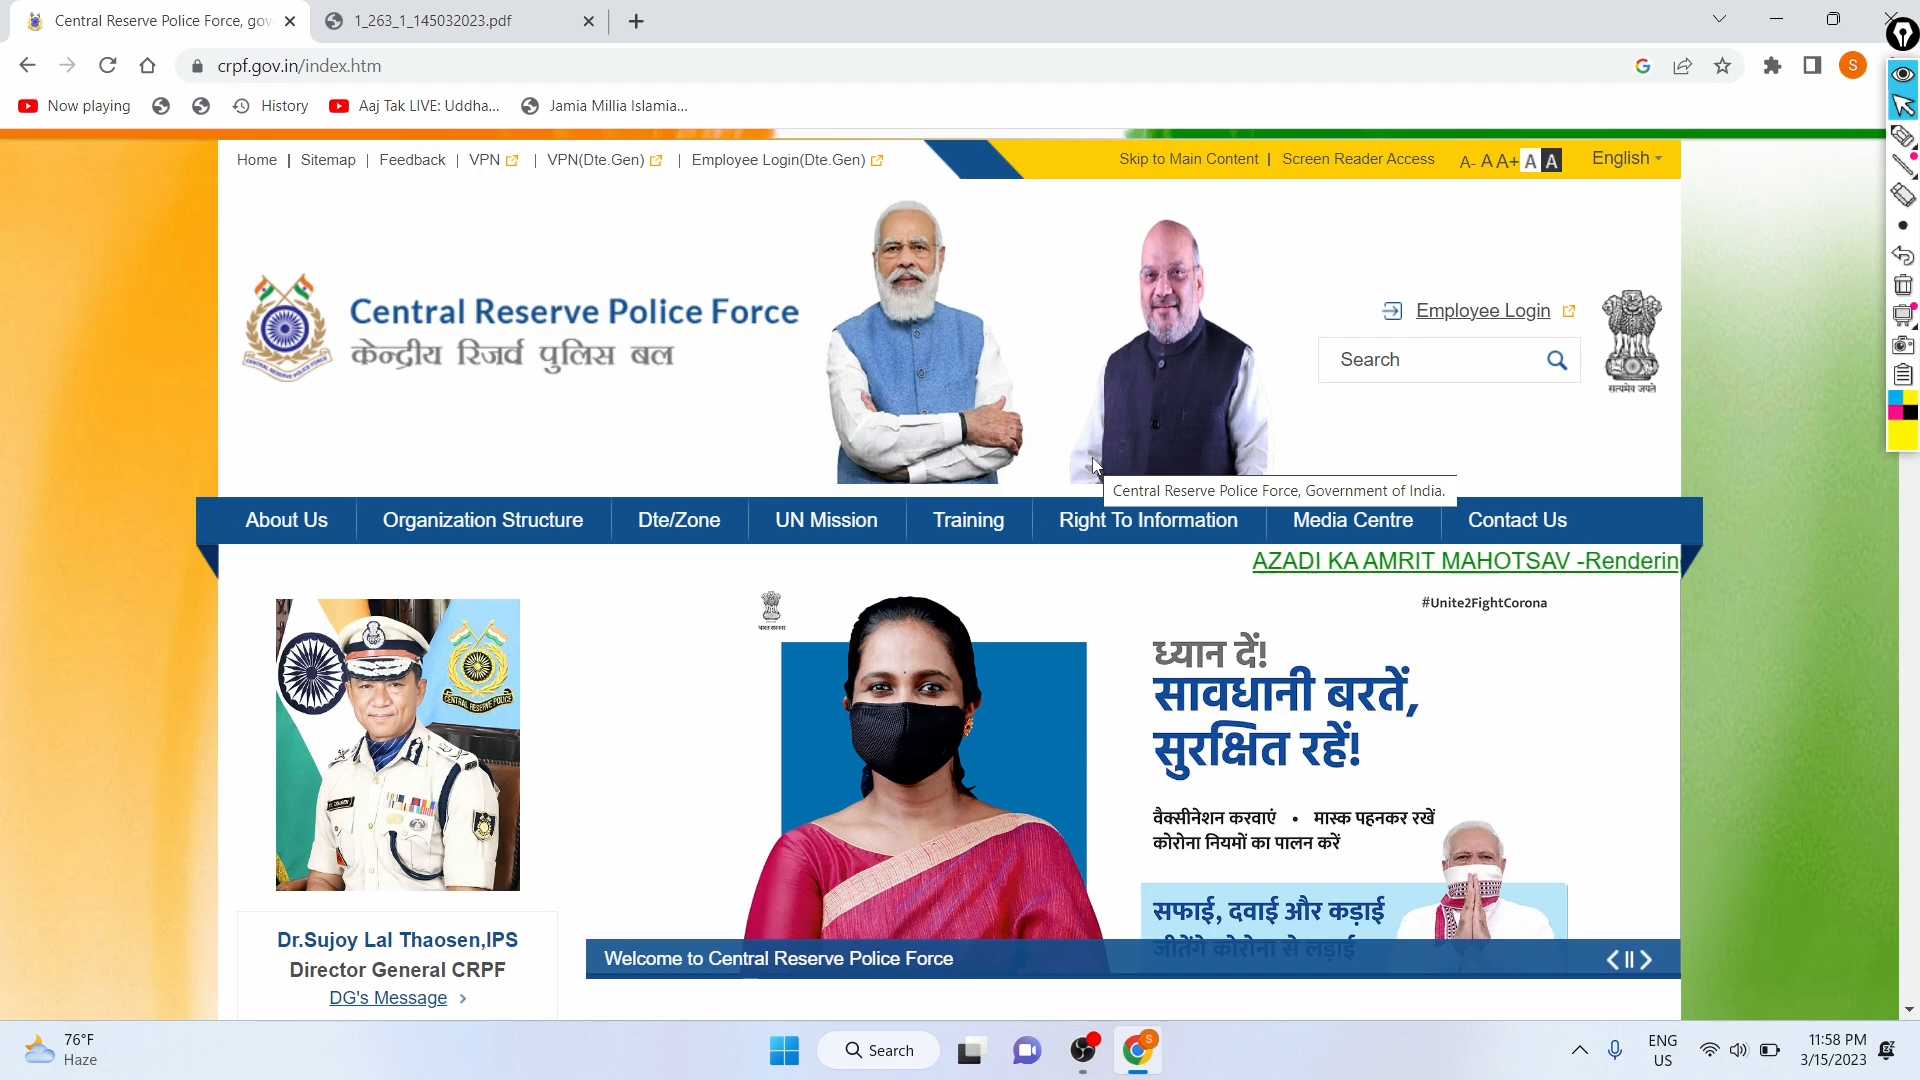 Central Reserve Police Force, gov
1_263_1_145032023.pdf
crpf.gov.in/index.htm
S
Now playing
History
Aaj Tak LIVE: Uddha...
Jamia Millia Islamia...
Home | Sitemap | Feedback | VPN | VPN(Dte.Gen) | Employee Login(Dte.Gen)
Skip to Main Content | Screen Reader Access A- A A+ A A English
Central Reserve Police Force
केन्द्रीय रिजर्व पुलिस बल
Employee Login
Search
सत्यमेव जयते
Central Reserve Police Force, Government of India.
About Us Organization Structure Dte/Zone UN Mission Training Right To Information Media Centre Contact Us
AZADI KA AMRIT MAHOTSAV -Renderin
#Unite2FightCorona
भारत सरकार
ध्यान दें!
सावधानी बरतें,
सुरक्षित रहें!
वैक्सीनेशन करवाएं • मास्क पहनकर रखें
कोरोना नियमों का पालन करें
सफाई, दवाई और कड़ाई
जीतेंगे कोरोना से लड़ाई
Welcome to Central Reserve Police Force
Dr.Sujoy Lal Thaosen,IPS
Director General CRPF
DG's Message
76°F
Haze
Search
S
ENG
US
11:58 PM
3/15/2023